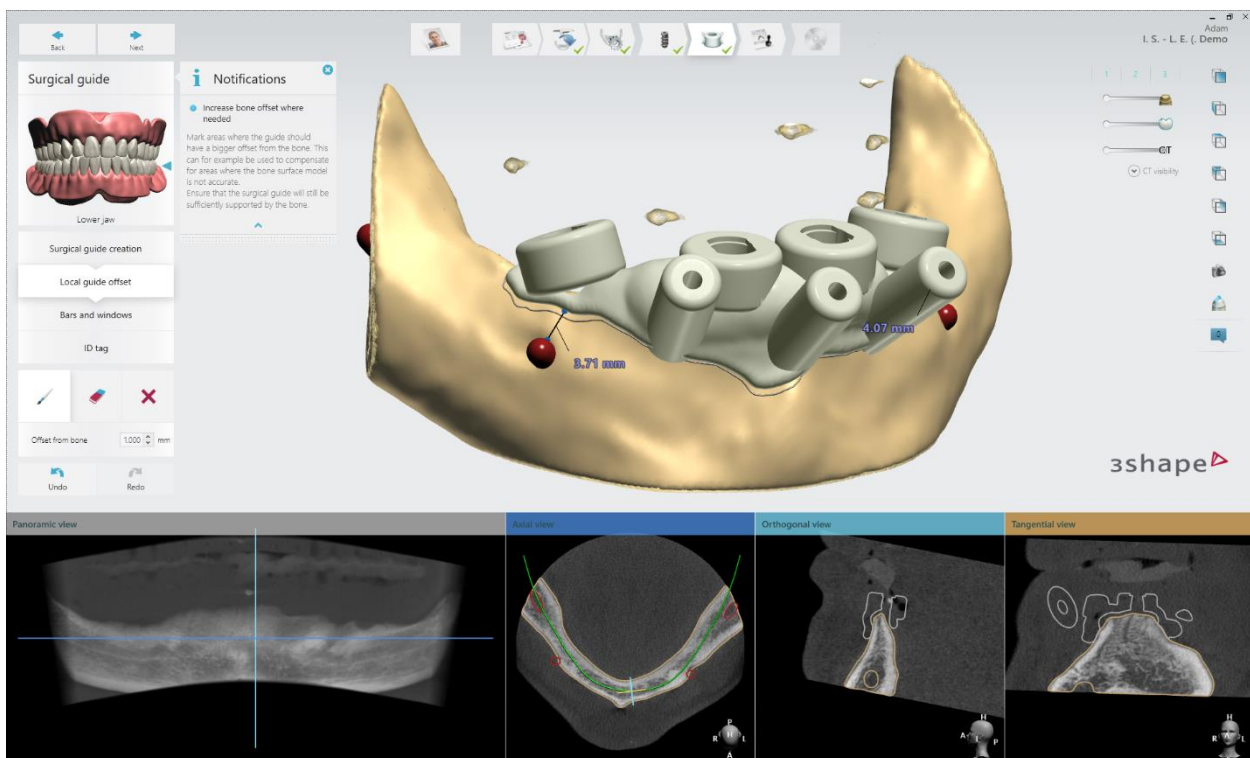 Adam
I. S. - L. E. (. Demo
Back
Next
Surgical guide
Lower jaw
Surgical guide creation
Local guide offset
Bars and windows
ID tag
Offset from bone
1.000
mm
Undo
Redo
i Notifications
Increase bone offset where
needed
Mark areas where the guide should
have a bigger offset from the bone. This
can for example be used to compensate
for areas where the bone surface model
is not accurate.
Ensure that the surgical guide will still be
sufficiently supported by the bone.
3.71 mm
4.07 mm
1 2 3
CT
CT visibility
0
3shape
Panoramic view
Axial view
P
R H L
A
Orthogonal view
H
A L P
Tangential view
H
R A L